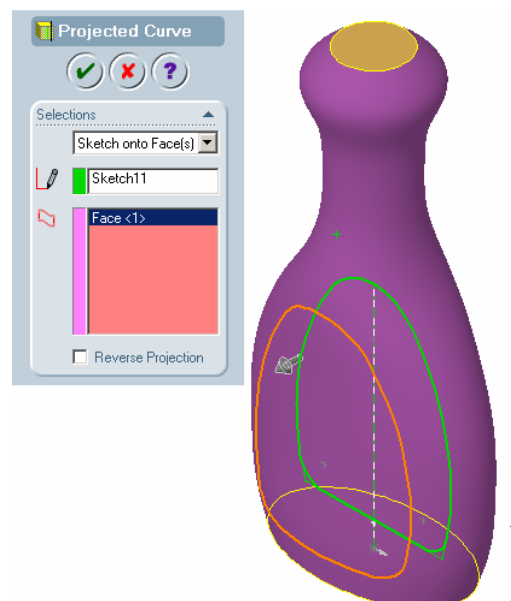 Projected Curve
?
Selections
Sketch onto Face(s)
Sketch11
Face <1>
Reverse Projection